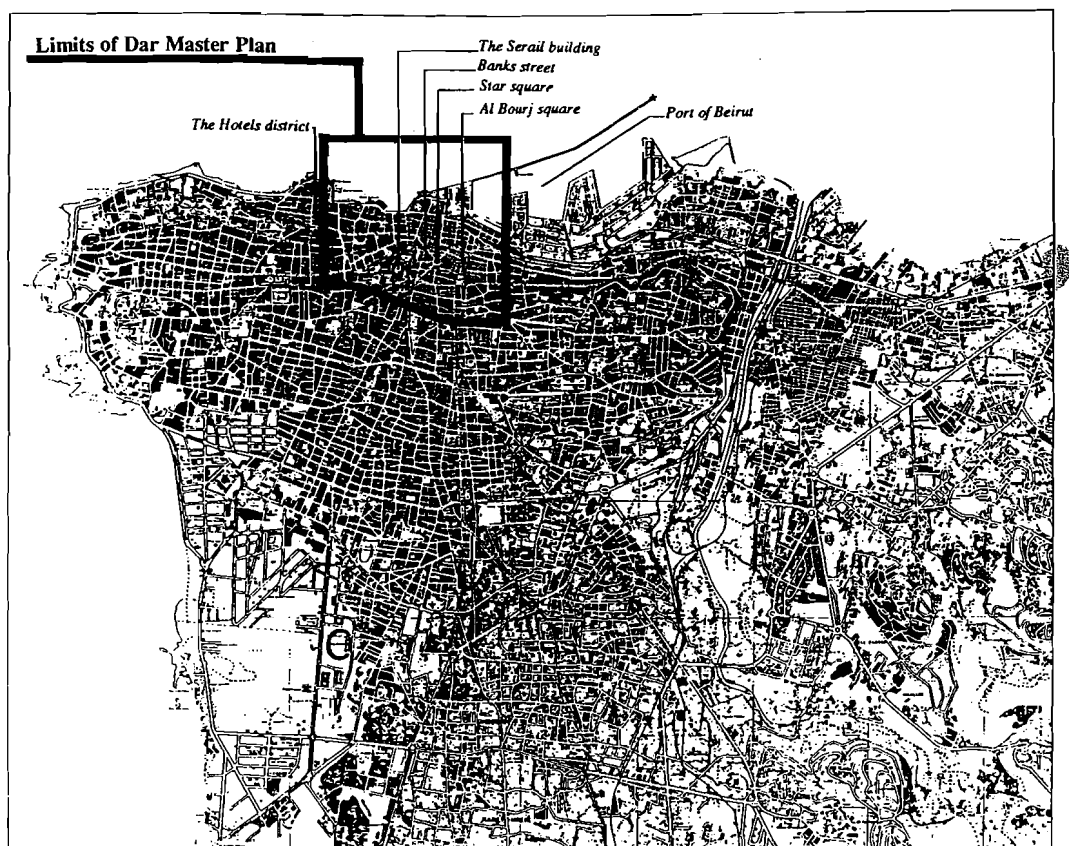 Limits of Dar Master Plan
The Serail building
Banks street
Star square
Al Bourj square
The Hotels district
Port of Beirut